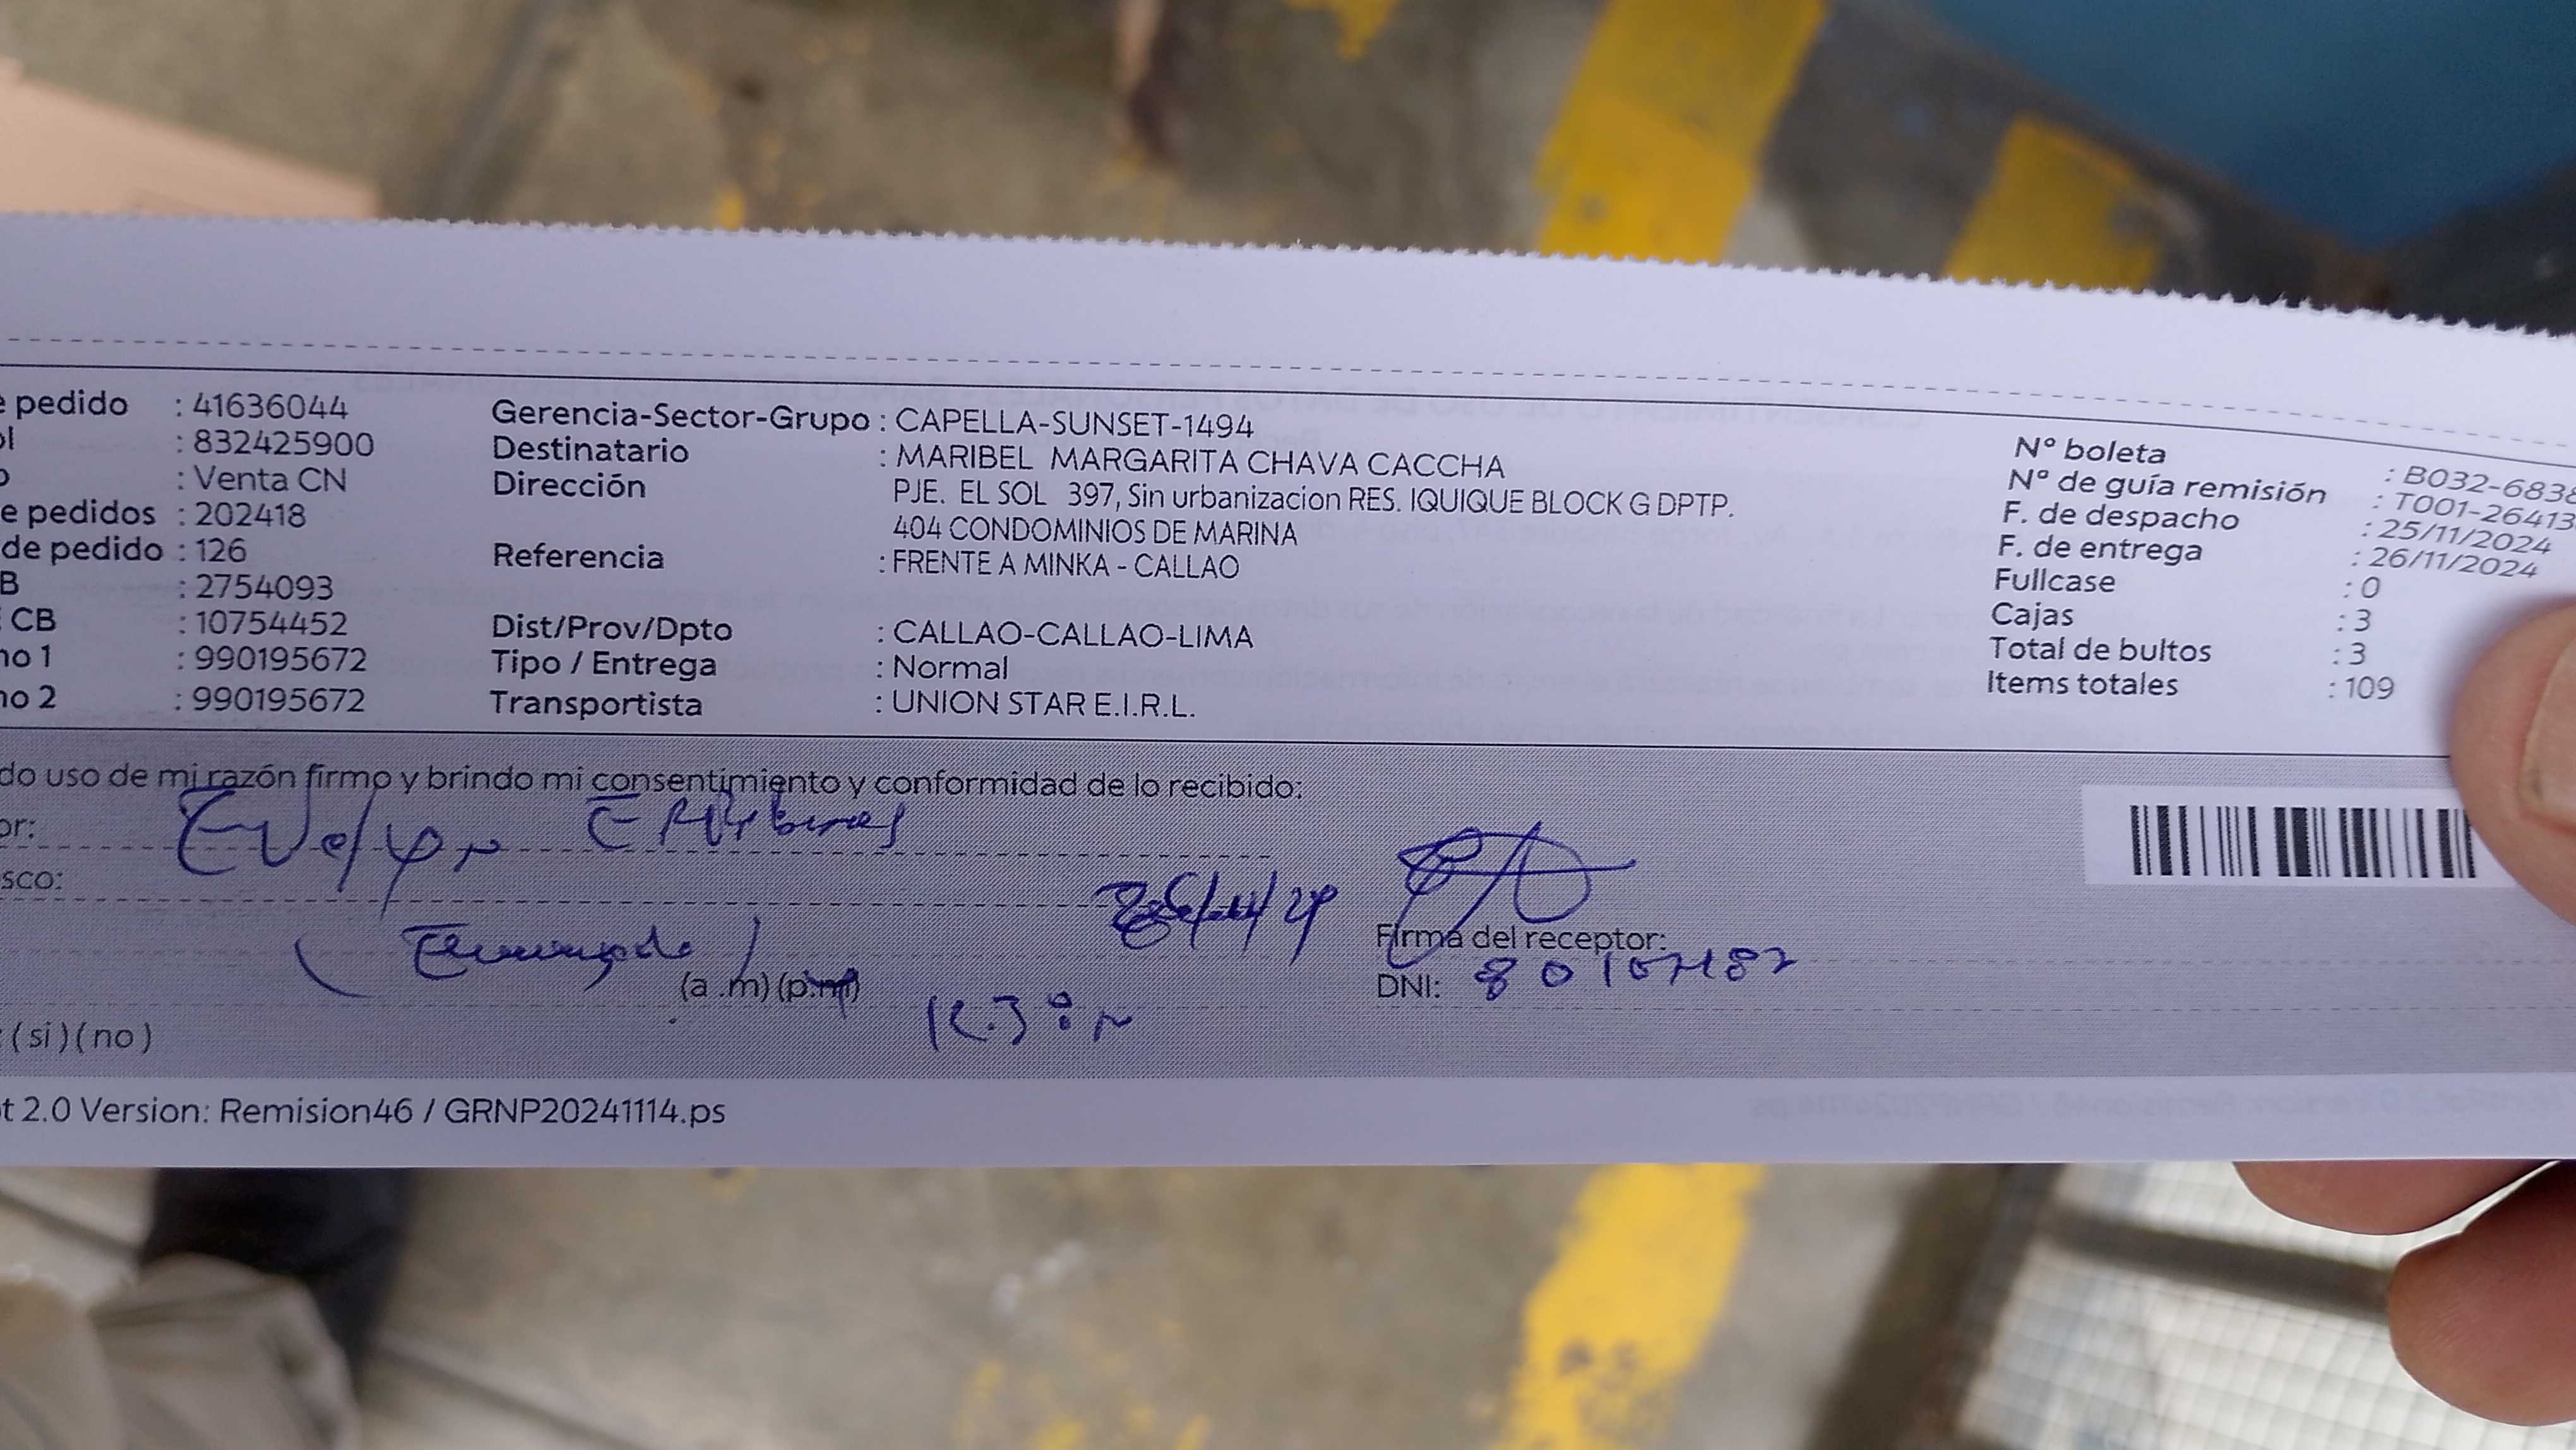 e pedido : 41636044
ol : 832425900
o : Venta CN
e pedidos : 202418
de pedido : 126
B : 2754093
CB : 10754452
no 1 : 990195672
no 2 : 990195672
Gerencia-Sector-Grupo : CAPELLA-SUNSET-1494
Destinatario : MARIBEL MARGARITA CHAVA CACCHA
Dirección PJE. EL SOL 397, Sin urbanizacion RES. IQUIQUE BLOCK G DPTP.
404 CONDOMINIOS DE MARINA
Referencia : FRENTE A MINKA - CALLAO
Dist/Prov/Dpto : CALLAO-CALLAO-LIMA
Tipo / Entrega : Normal
Transportista : UNION STAR E.I.R.L.
N° boleta : B032-6838
N° de guía remisión : T001-26413
F. de despacho : 25/11/2024
F. de entrega : 26/11/2024
Fullcase : 0
Cajas : 3
Total de bultos : 3
Items totales : 109
do uso de mi razón firmo y brindo mi consentimiento y conformidad de lo recibido:
or: Evelyn
sco:
Firma del receptor:
(a .m) (p.m)
DNI:
: ( si ) ( no )
t 2.0 Version: Remision46 / GRNP20241114.ps